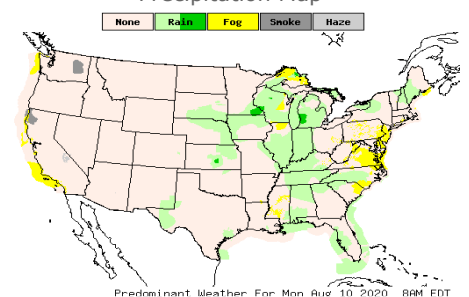 Precipitation Map
None Rain Fog Smoke Haze
Predominant Weather For Mon Aug 10 2020 8AM EDT